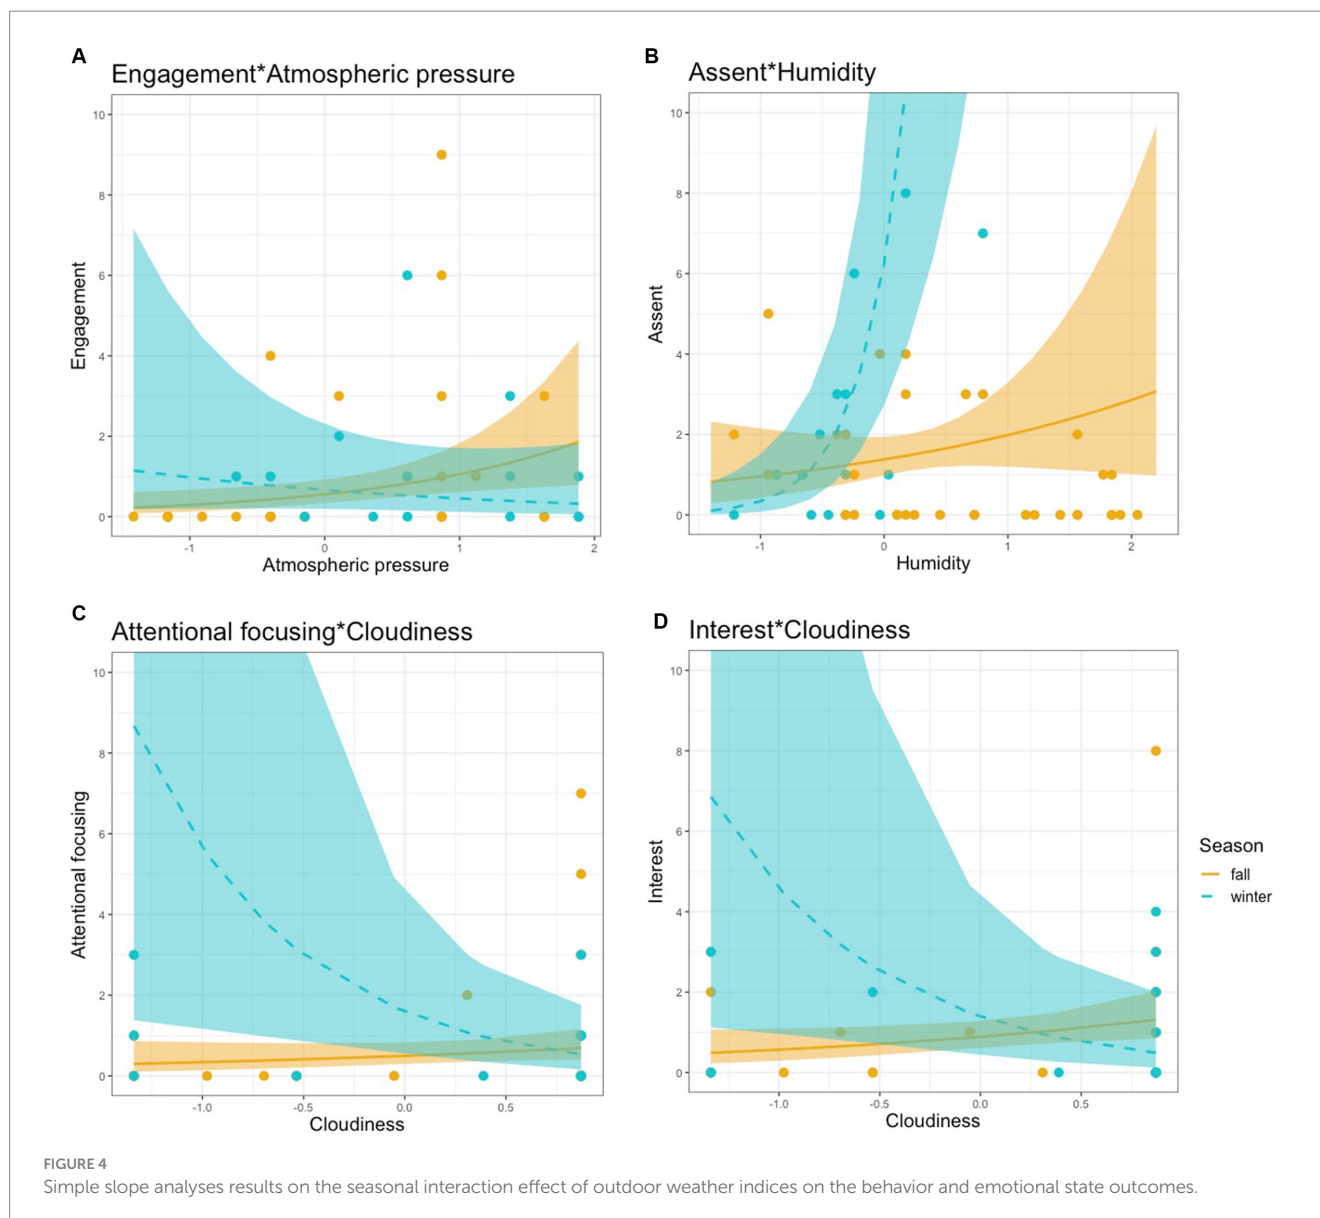 A
Engagement*Atmospheric pressure
10
8
6
4
2
0
Engagement
-1
0
1
2
Atmospheric pressure
B
Assent*Humidity
10
8
6
4
2
0
Assent
-1
0
1
2
Humidity
C
Attentional focusing*Cloudiness
10
8
6
4
2
0
Attentional focusing
-1.0
-0.5
0.0
0.5
Cloudiness
D
Interest*Cloudiness
10
8
6
4
2
0
Interest
-1.0
-0.5
0.0
0.5
Cloudiness
Season
fall
winter
FIGURE 4
Simple slope analyses results on the seasonal interaction effect of outdoor weather indices on the behavior and emotional state outcomes.